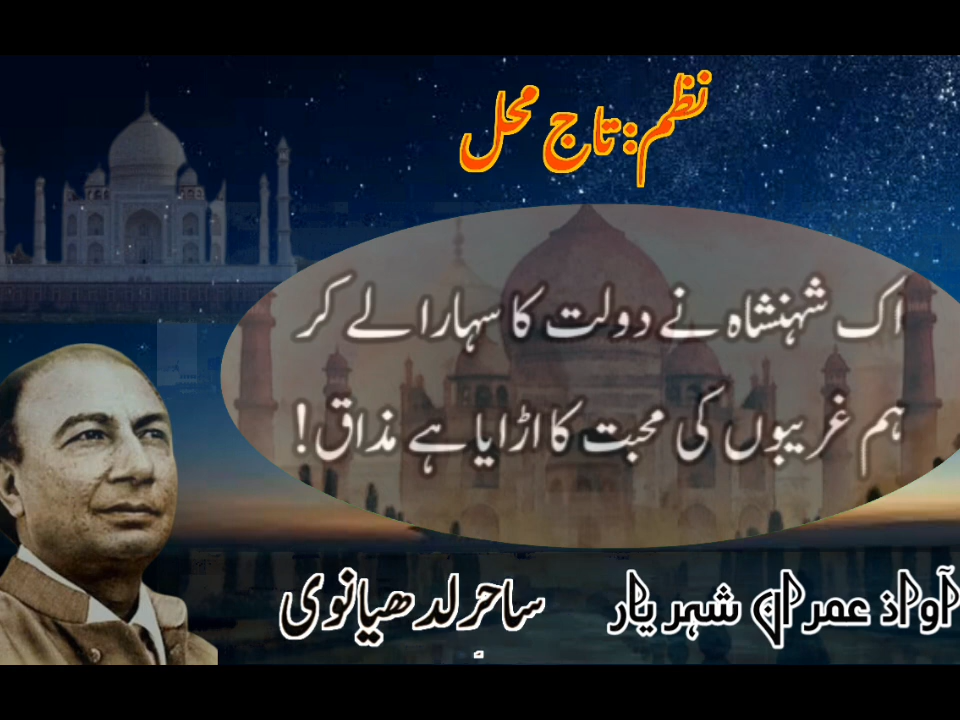 نظم: تاج محل
اک شہنشاہ نے دولت کا سہارا لے کر
ہم غریبوں کی محبت کا اڑایا ہے مذاق!
ساحر لدھیانوی
آواز عمران شہریار